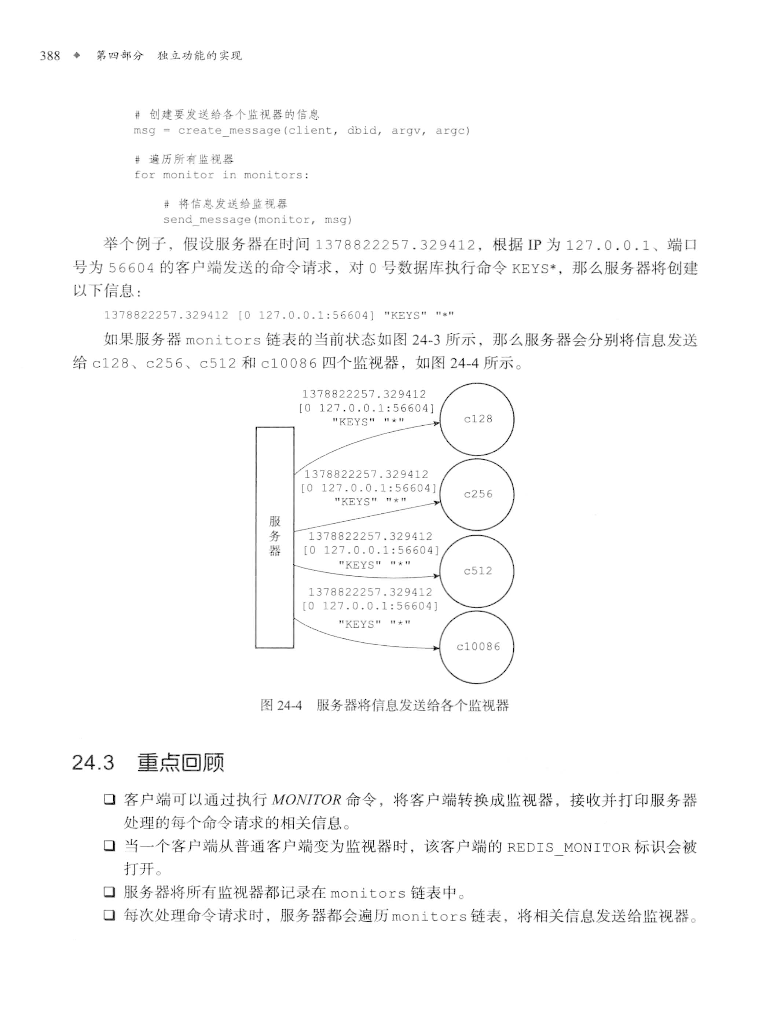 388 ◆ 第四部分 独立功能的实现
# 创建要发送给各个监视器的信息
msg = create_message(client, dbid, argv, argc)
# 遍历所有监视器
for monitor in monitors:
# 将信息发送给监视器
send_message(monitor, msg)
举个例子，假设服务器在时间 1378822257.329412，根据 IP 为 127.0.0.1、端口
号为 56604 的客户端发送的命令请求，对 0 号数据库执行命令 KEYS*，那么服务器将创建
以下信息：
1378822257.329412 [0 127.0.0.1:56604] "KEYS" "*"
如果服务器 monitors 链表的当前状态如图 24-3 所示，那么服务器会分别将信息发送
给 c128、c256、c512 和 c10086 四个监视器，如图 24-4 所示。
1378822257.329412
[0 127.0.0.1:56604]
"KEYS" "*"
c128
1378822257.329412
[0 127.0.0.1:56604]
"KEYS" "*"
c256
服务器
1378822257.329412
[0 127.0.0.1:56604]
"KEYS" "*"
c512
1378822257.329412
[0 127.0.0.1:56604]
"KEYS" "*"
c10086
图 24-4 服务器将信息发送给各个监视器
24.3 重点回顾
❑ 客户端可以通过执行 MONITOR 命令，将客户端转换成监视器，接收并打印服务器
处理的每个命令请求的相关信息。
❑ 当一个客户端从普通客户端变为监视器时，该客户端的 REDIS_MONITOR 标识会被
打开。
❑ 服务器将所有监视器都记录在 monitors 链表中。
❑ 每次处理命令请求时，服务器都会遍历 monitors 链表，将相关信息发送给监视器。